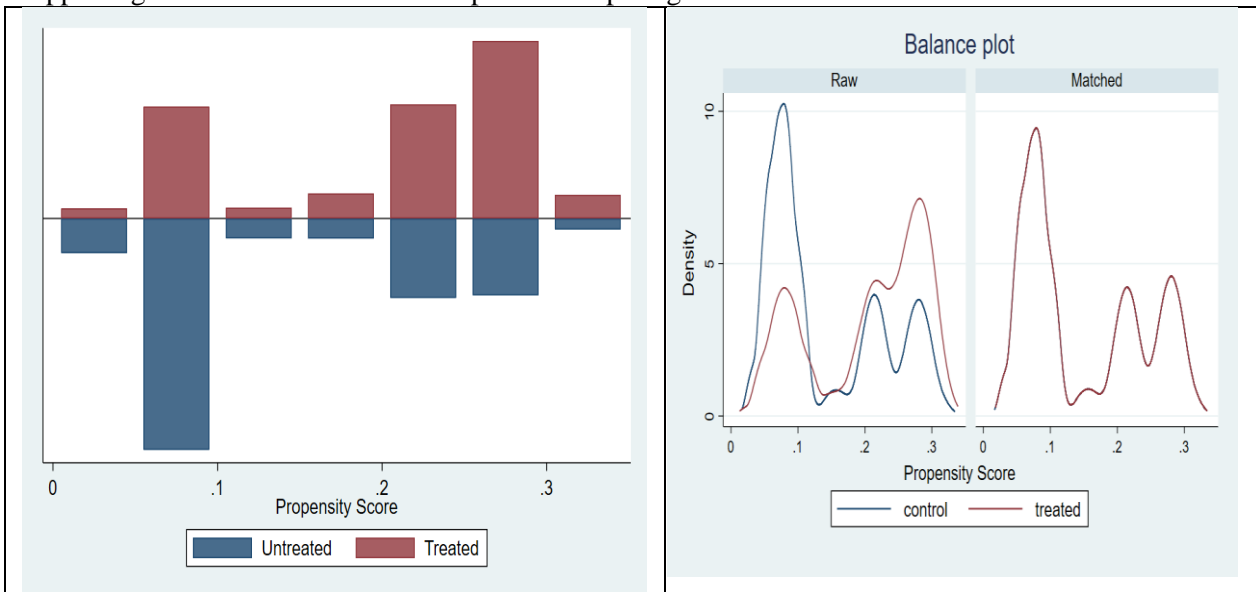 0 .1 .2 .3
Propensity Score
Untreated Treated
Balance plot
Raw Matched
10
5
0
Density
0 .1 .2 .3 0 .1 .2 .3
Propensity Score
control treated